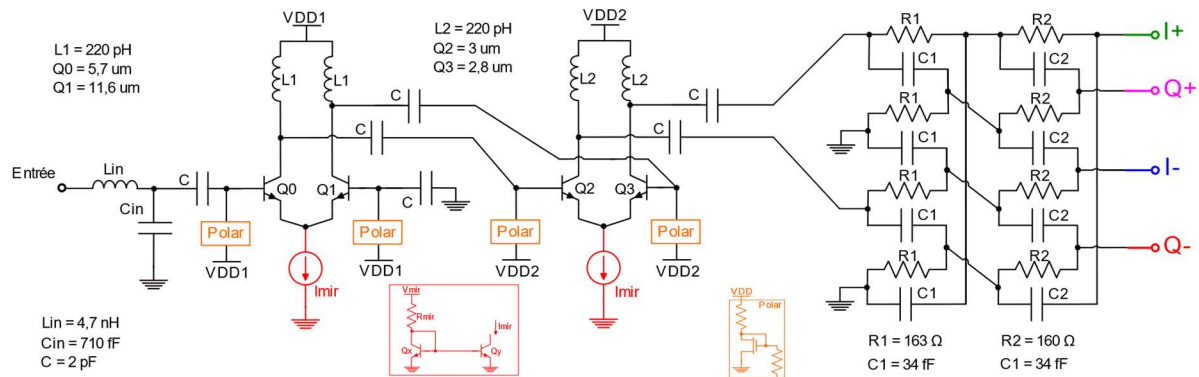 VDD1
VDD2
L1 = 220 pH
Q0 = 5,7 um
Q1 = 11,6 um
L2 = 220 pH
Q2 = 3 um
Q3 = 2,8 um
L1
L1
L2
L2
C
C
C
C
Entrée
Lin
Cin
C
Q0
Q1
C
Q2
Q3
Polar
Polar
Polar
Polar
VDD1
VDD1
VDD2
VDD2
Imir
Imir
Vmir
Rmir
Imir
Qx
Qy
VDD
Polar
Lin = 4,7 nH
Cin = 710 fF
C = 2 pF
R1
R2
I+
C1
C2
Q+
R1
R2
C1
C2
I-
R1
R2
C1
C2
Q-
R1
R2
C1
C2
R1 = 163 Ω
R2 = 160 Ω
C1 = 34 fF
C1 = 34 fF